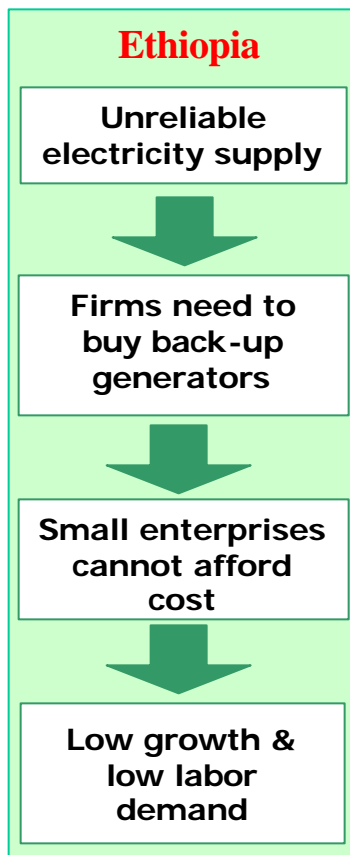 Ethiopia
Unreliable
electricity supply
Firms need to
buy back-up
generators
Small enterprises
cannot afford
cost
Low growth &
low labor
demand